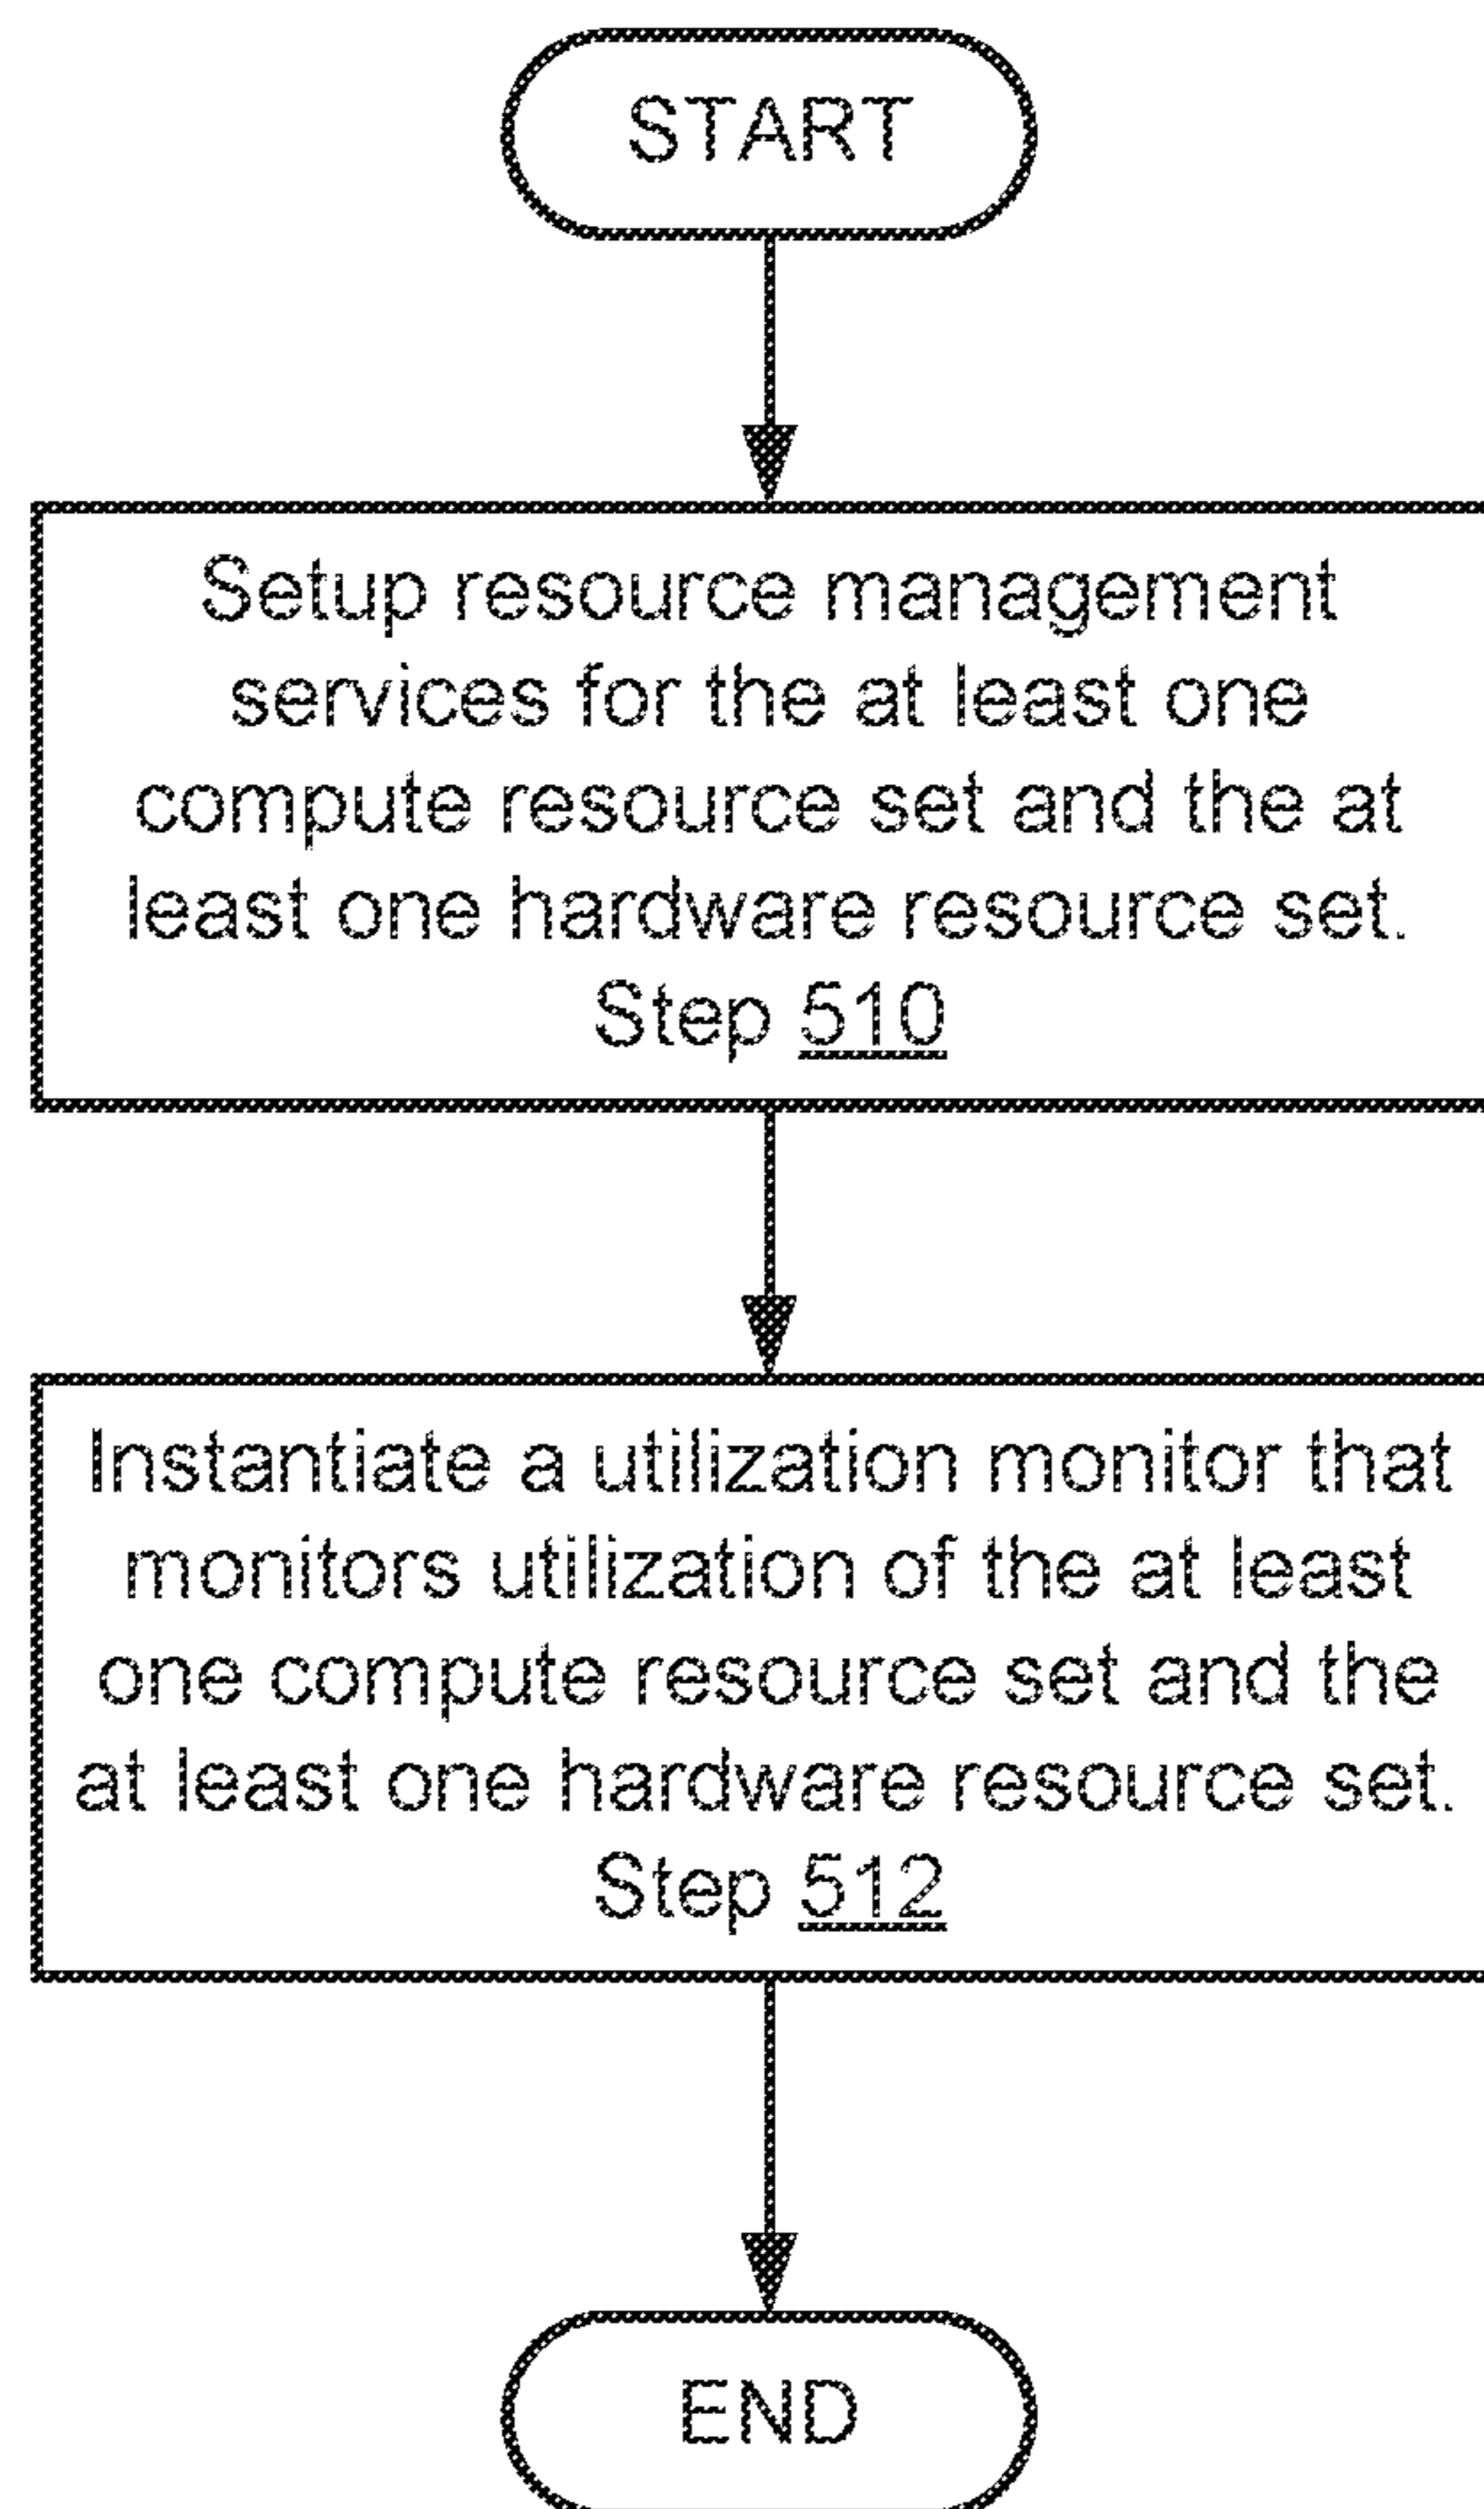 START
Setup resource management
services for the at least one
compute resource set and the at
least one hardware resource set.
Step 510
Instantiate a utilization monitor that
monitors utilization of the at least
one compute resource set and the
at least one hardware resource set.
Step 512
END